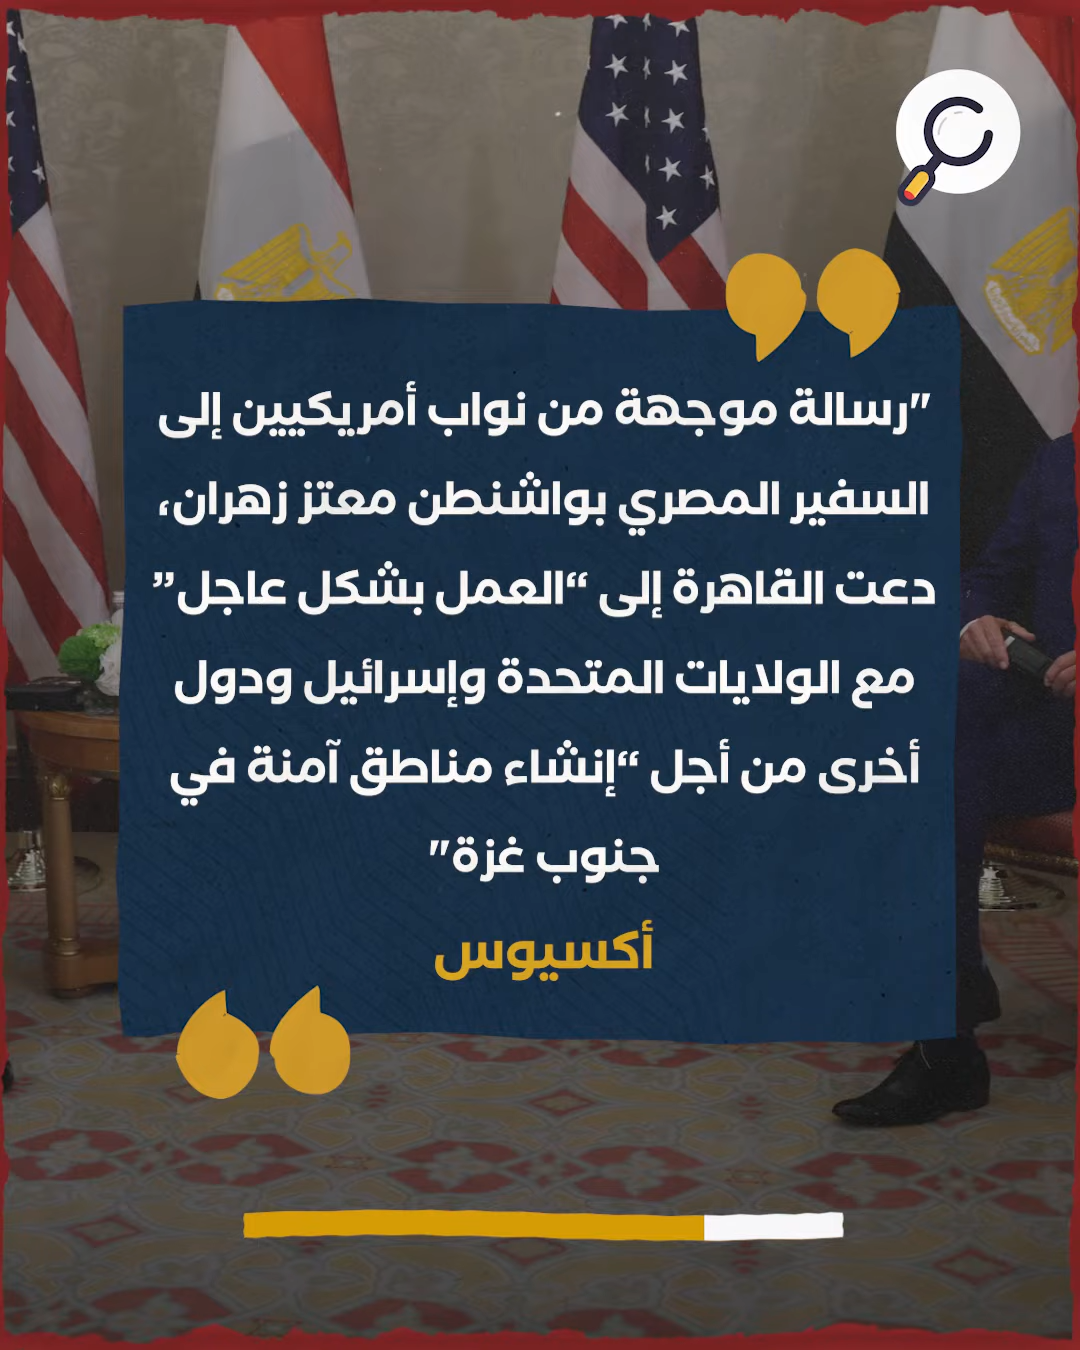 "رسالة موجهة من نواب أمريكيين إلى
السفير المصري بواشنطن معتز زهران،
دعت القاهرة إلى “العمل بشكل عاجل”
مع الولايات المتحدة وإسرائيل ودول
أخرى من أجل “إنشاء مناطق آمنة في
جنوب غزة"
أكسيوس